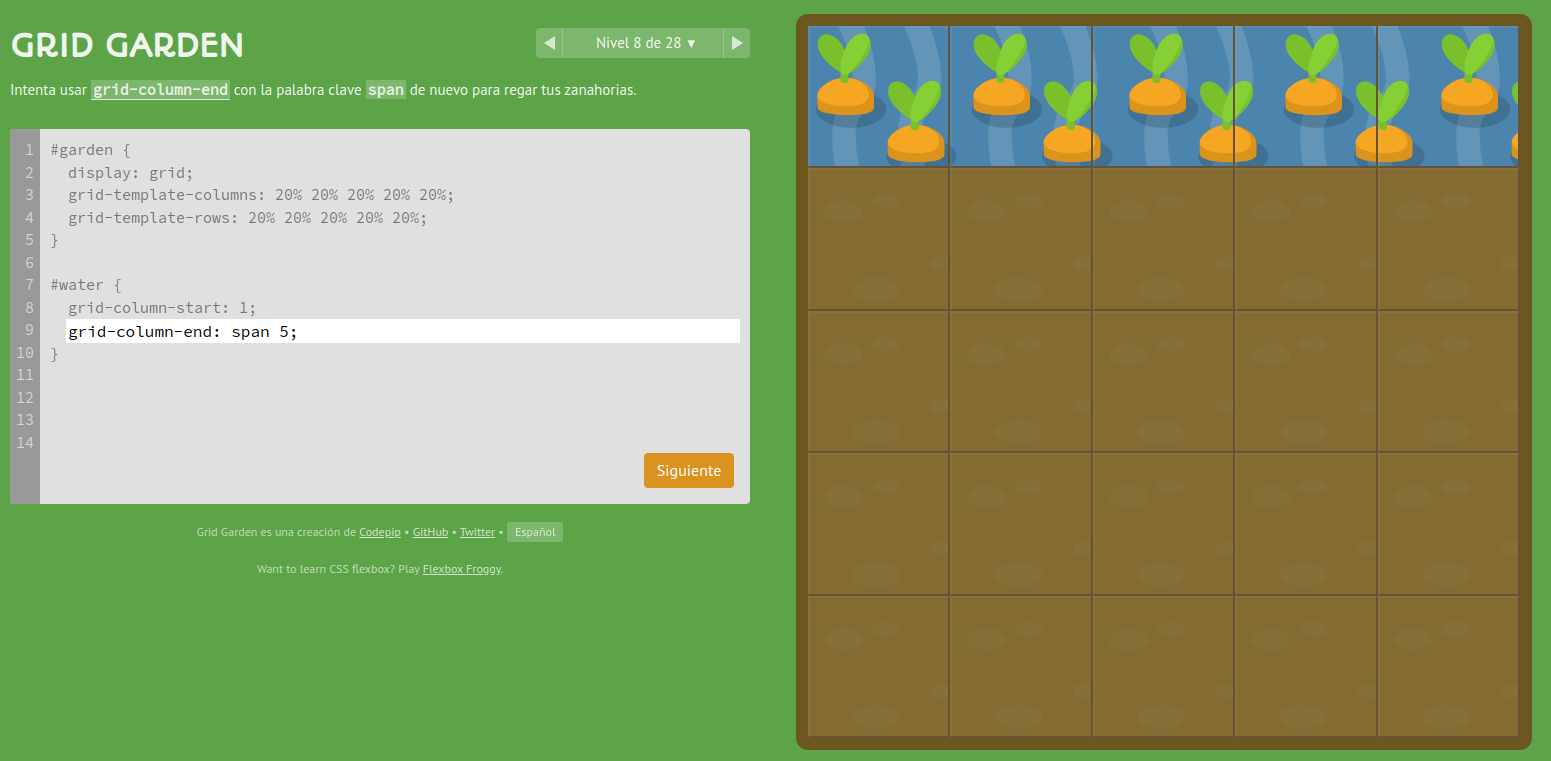 GRID GARDEN
Nivel 8 de 28 ▼
Intenta usar grid-column-end con la palabra clave span de nuevo para regar tus zanahorias.
1 #garden {
2 display: grid;
3 grid-template-columns: 20% 20% 20% 20% 20%;
4 grid-template-rows: 20% 20% 20% 20% 20%;
5 }
6
7 #water {
8 grid-column-start: 1;
9 grid-column-end: span 5;
10 }
11
12
13
14
Siguiente
Grid Garden es una creación de Codepip • GitHub • Twitter • Español
Want to learn CSS flexbox? Play Flexbox Froggy.